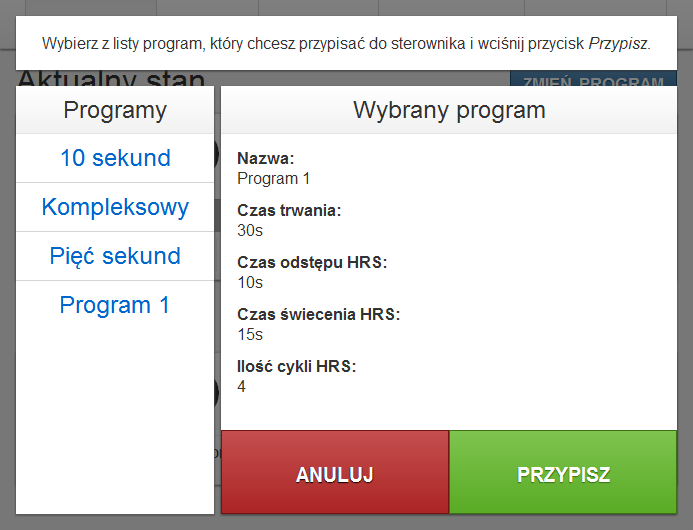 Wybierz z listy program, który chcesz przypisać do sterownika i wciśnij przycisk Przypisz.
Aktualny stan
ZMIEŃ PROGRAM
Programy
10 sekund
Kompleksowy
Pięć sekund
Program 1
Wybrany program
Nazwa:
Program 1
Czas trwania:
30s
Czas odstępu HRS:
10s
Czas świecenia HRS:
15s
Ilość cykli HRS:
4
ANULUJ
PRZYPISZ